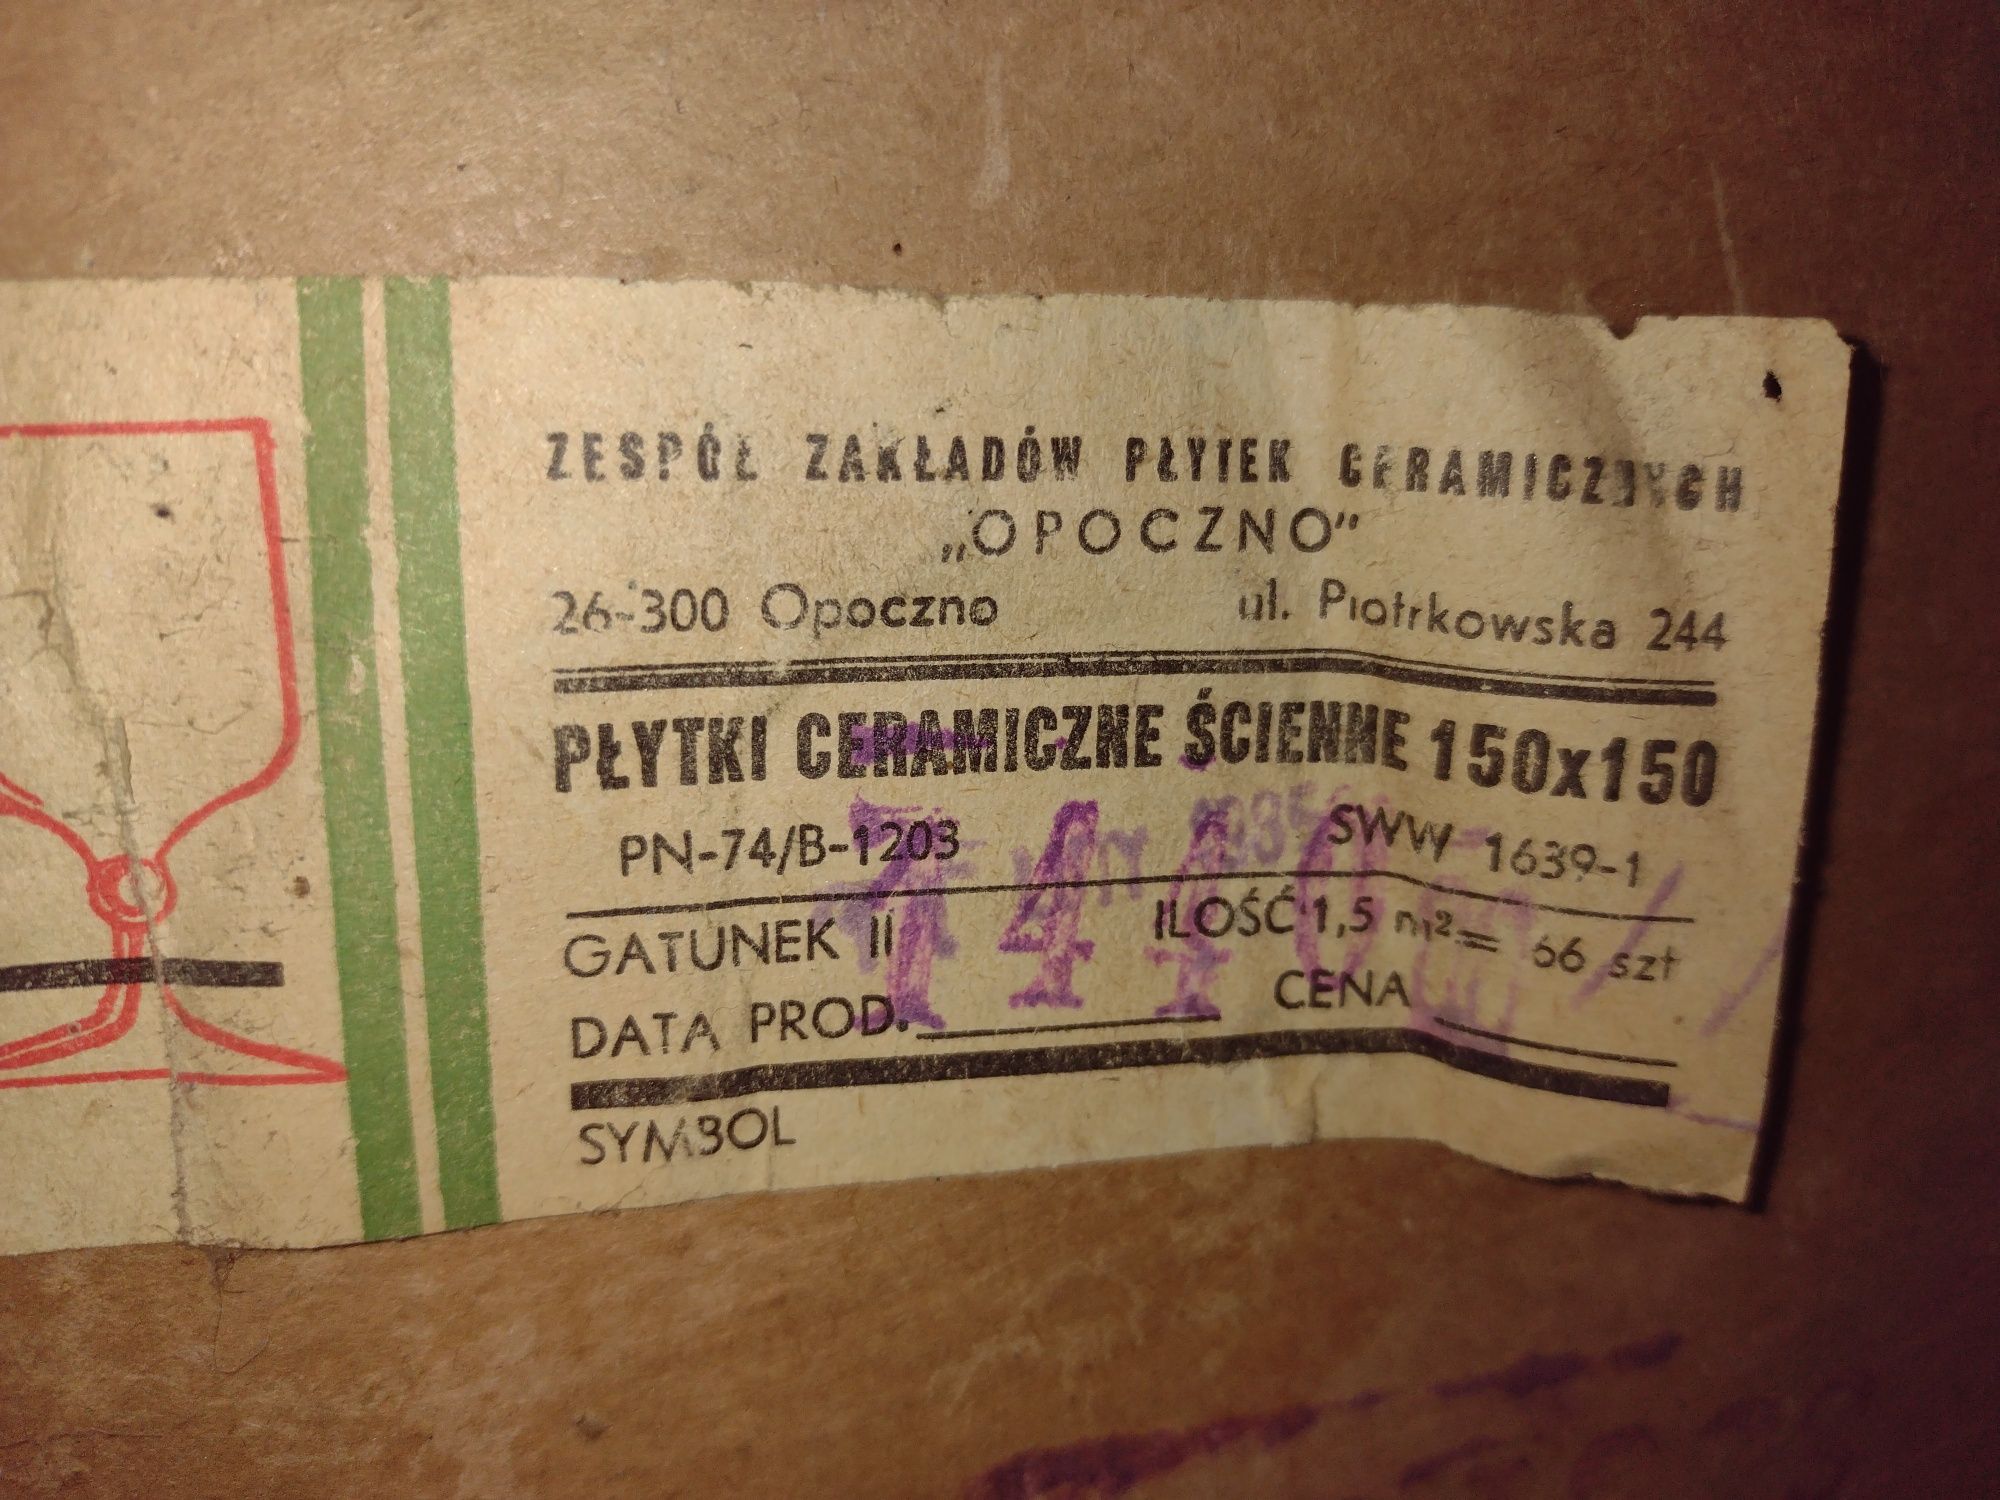 ZESPÓŁ ZAKŁADÓW PŁYTEK CERAMICZNYCH
„OPOCZNO”
26-300 Opoczno ul. Piotrkowska 244
PŁYTKI CERAMICZNE ŚCIENNE 150x150
PN-74/B-1203 SWW 1639-1
GATUNEK II ILOŚĆ 1,5 m² = 66 szt
DATA PROD. CENA
SYMBOL